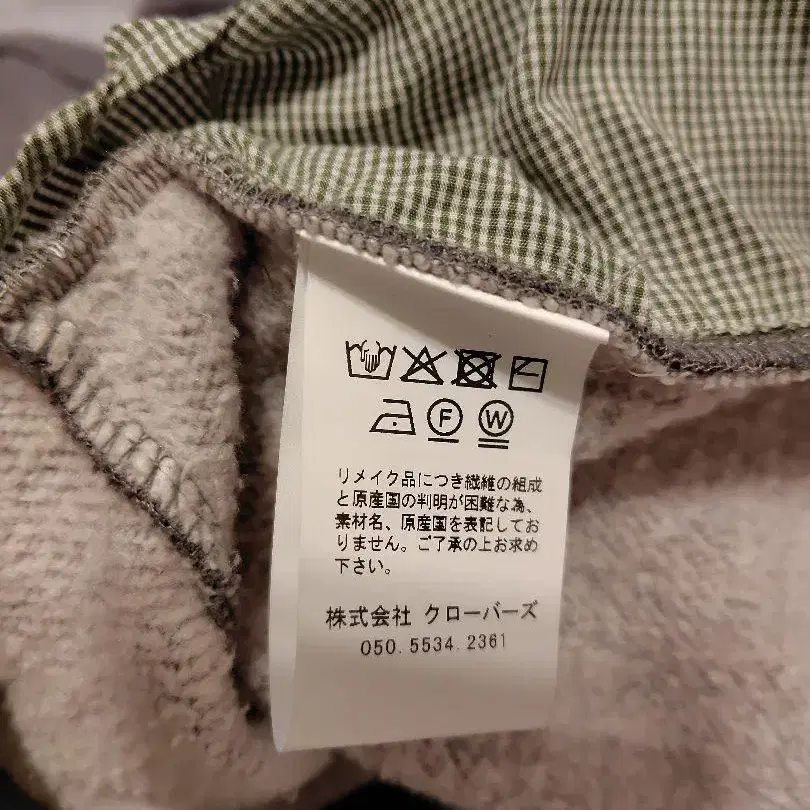 F W
リメイク品につき繊維の組成
と原産国の判明が困難な為、
素材名、原産国を表記してお
りません。ご了承の上お求め
下さい。
株式会社 クローバーズ
050.5534.2361